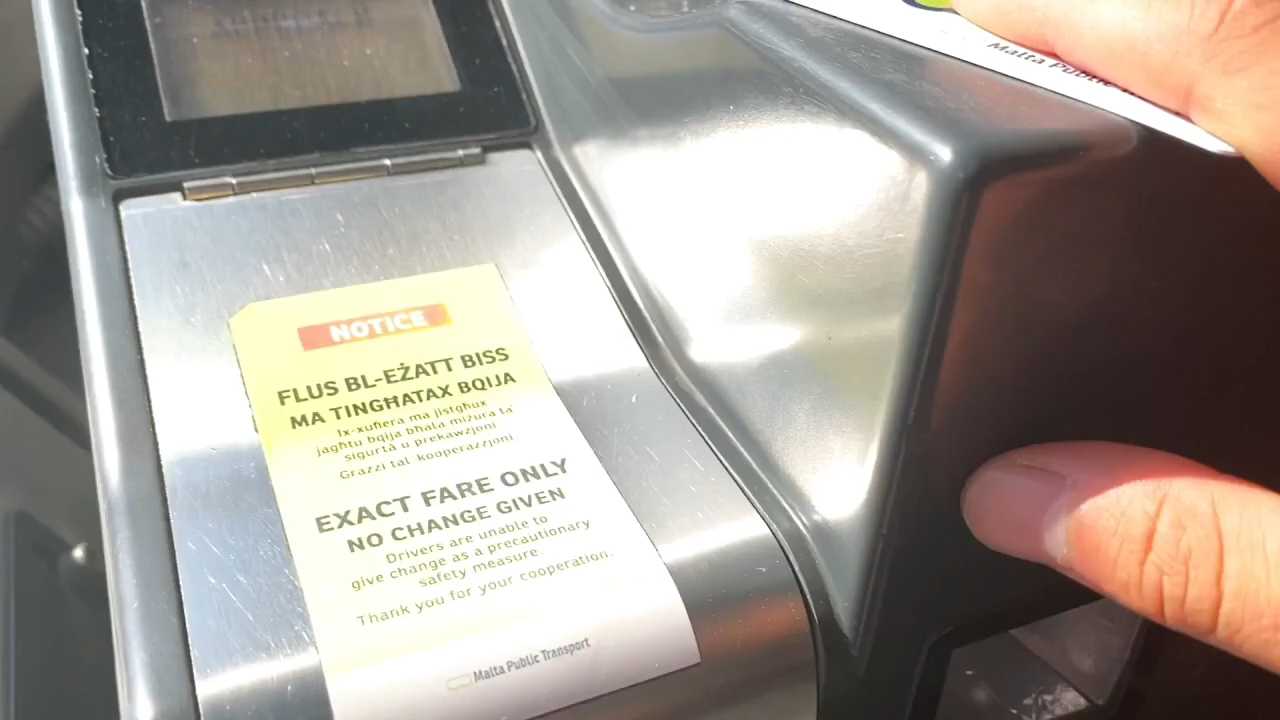 NOTICE
FLUS BL-EŻATT BISS
MA TINGĦATAX BQIJA
Ix-xufiera ma jistgħux
jagħtu bqija bħala miżura ta'
sigurtà u prekawzjoni
Grazzi tal-kooperazzjoni
EXACT FARE ONLY
NO CHANGE GIVEN
Drivers are unable to
give change as a precautionary
safety measure.
Thank you for your cooperation.
Malta Public Transport
Malta Public